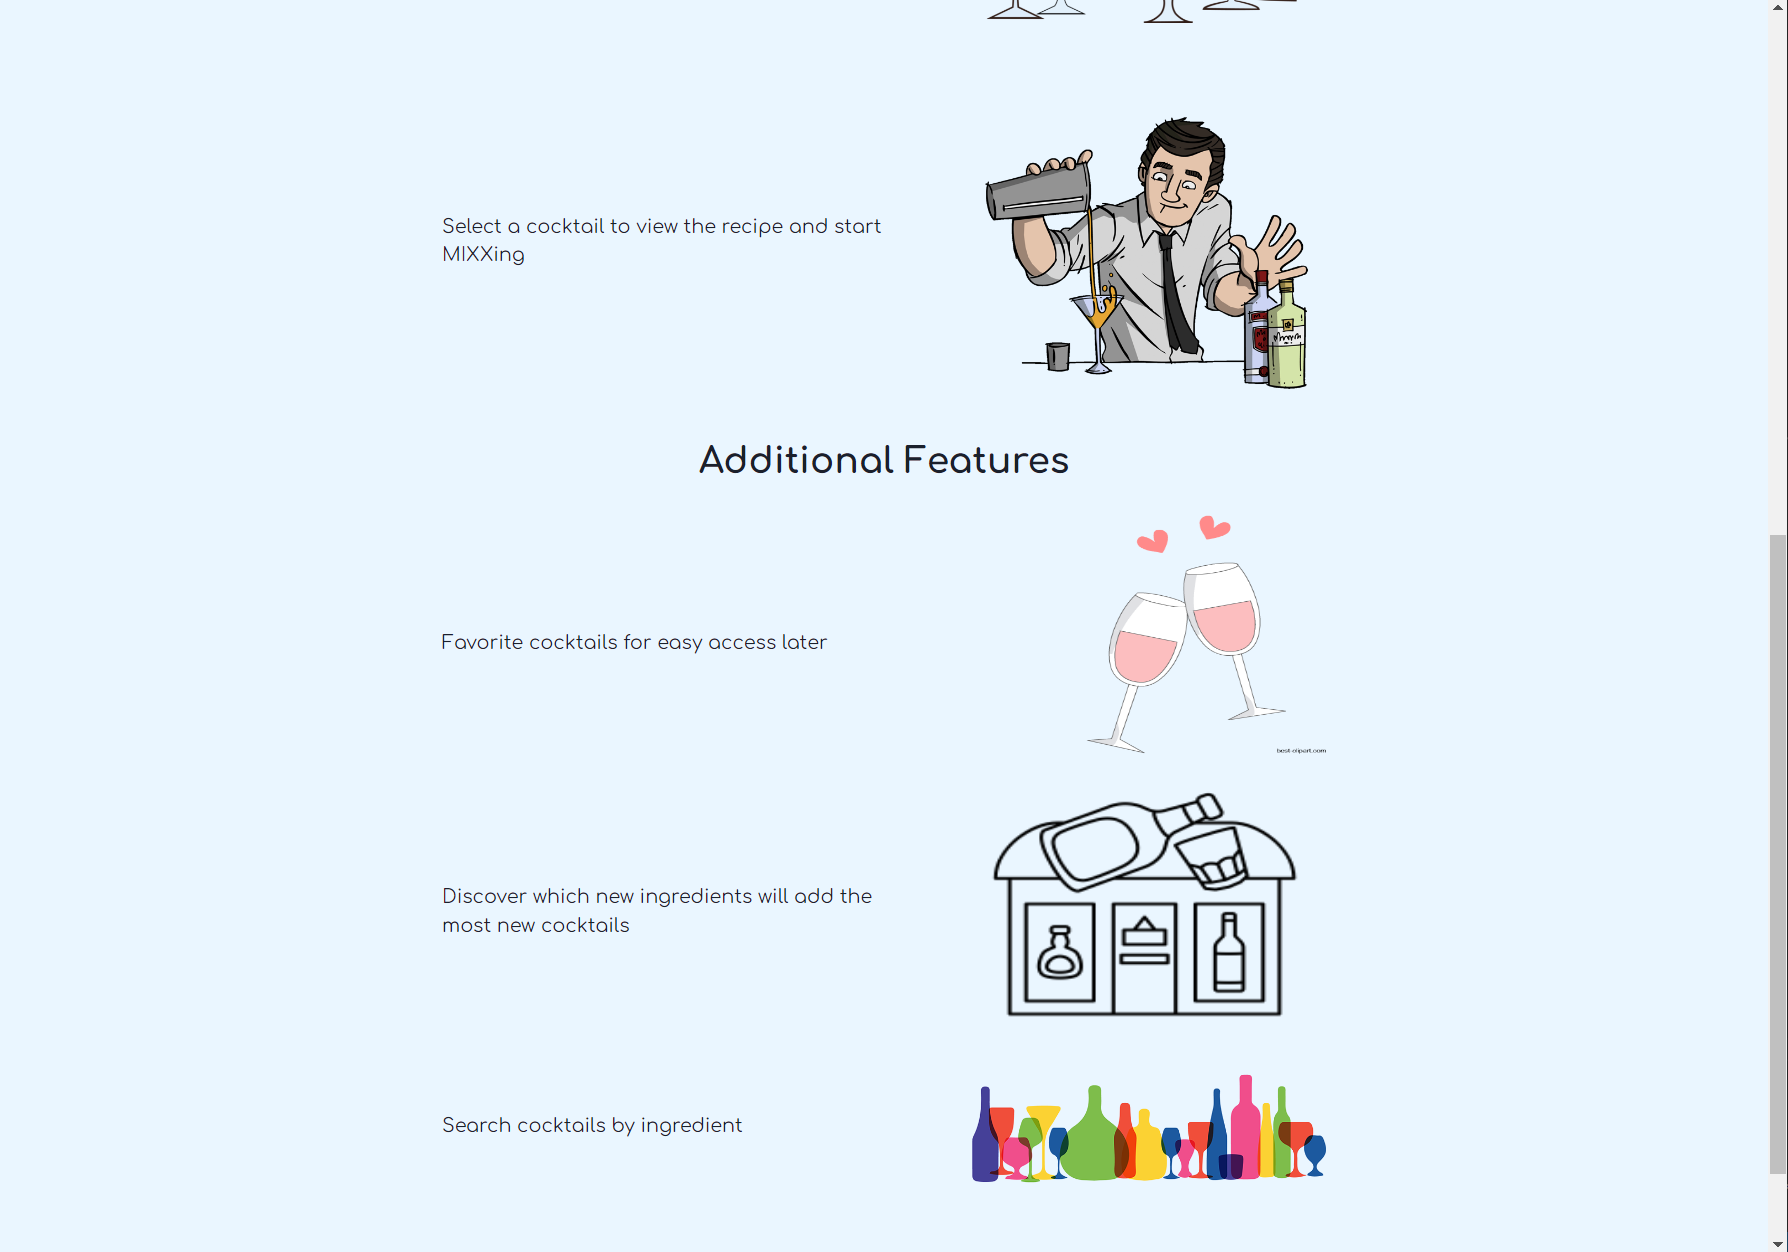 Select a cocktail to view the recipe and start
MIXXing
Additional Features
Favorite cocktails for easy access later
best-clipart.com
Discover which new ingredients will add the
most new cocktails
Search cocktails by ingredient